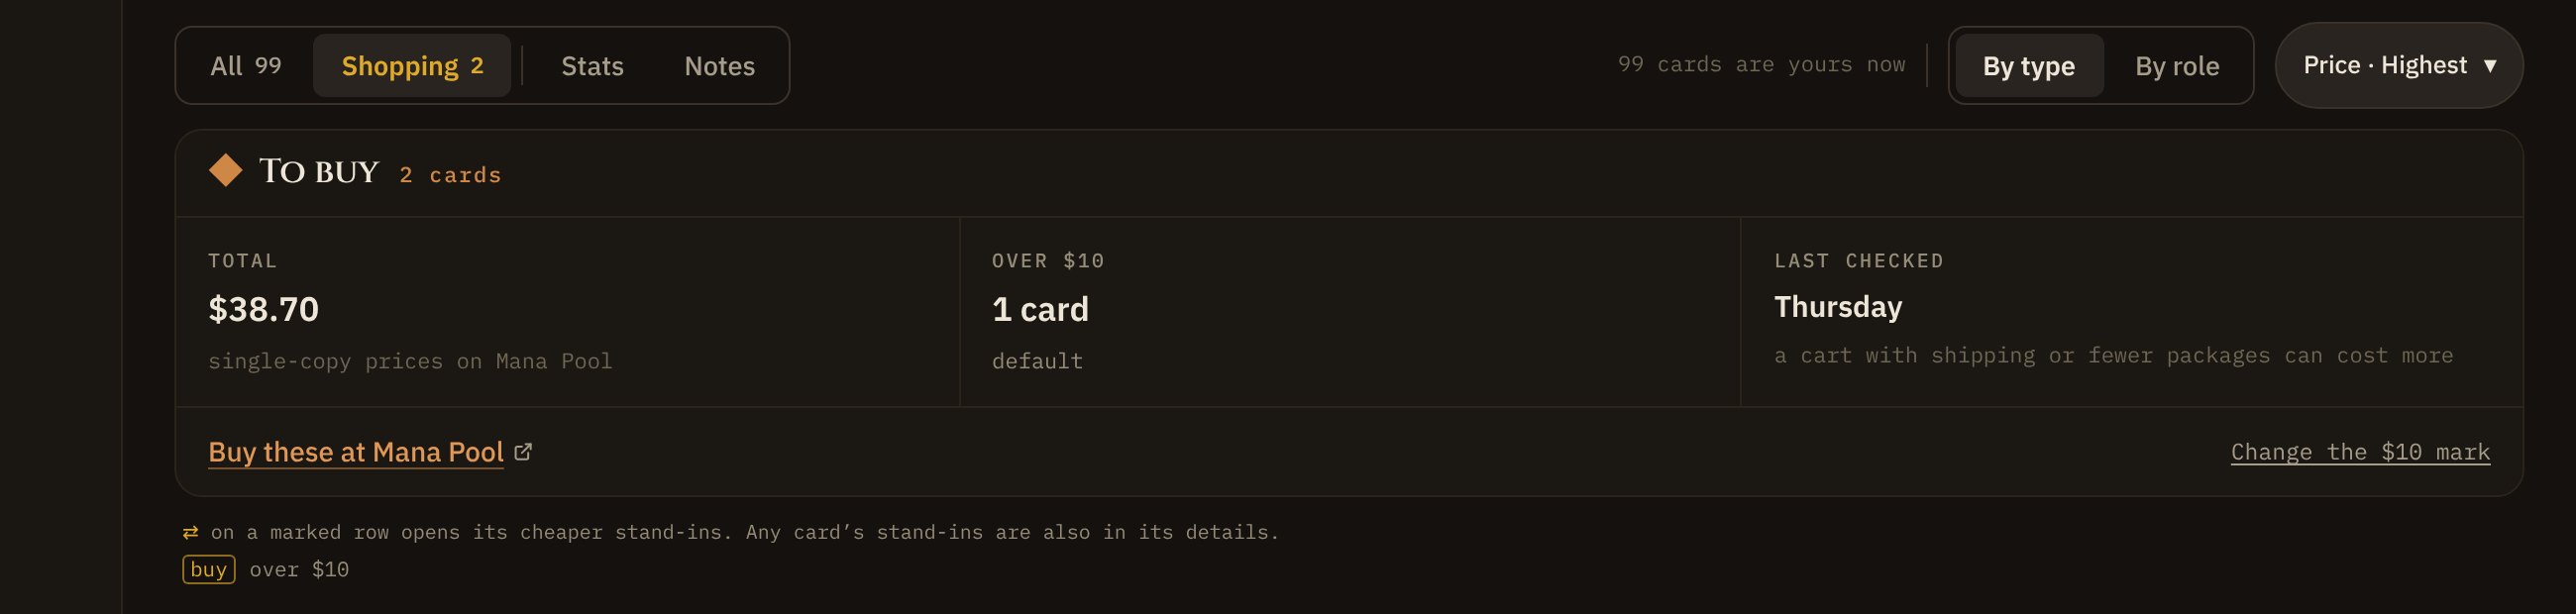 All 99 Shopping 2 Stats Notes 99 cards are yours now By type By role Price · Highest ▼
To buy 2 cards
TOTAL
$38.70
single-copy prices on Mana Pool
OVER $10
1 card
default
LAST CHECKED
Thursday
a cart with shipping or fewer packages can cost more
Buy these at Mana Pool
Change the $10 mark
⇄ on a marked row opens its cheaper stand-ins. Any card’s stand-ins are also in its details.
buy over $10